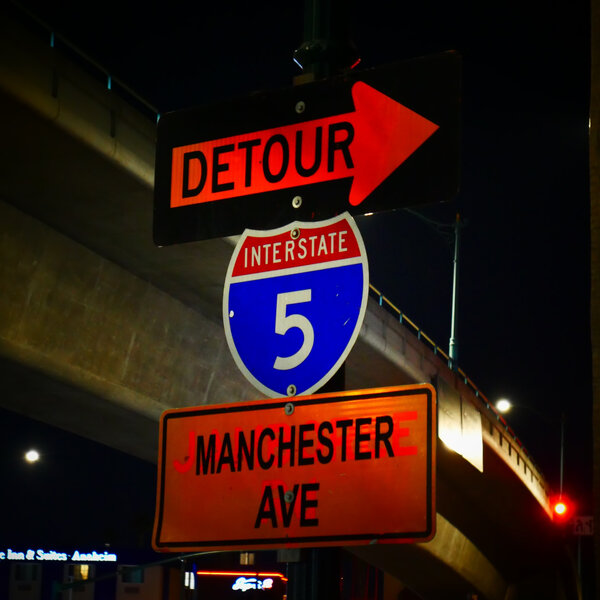 DETOUR
INTERSTATE
5
MANCHESTER
AVE
Inn & Suites Anaheim